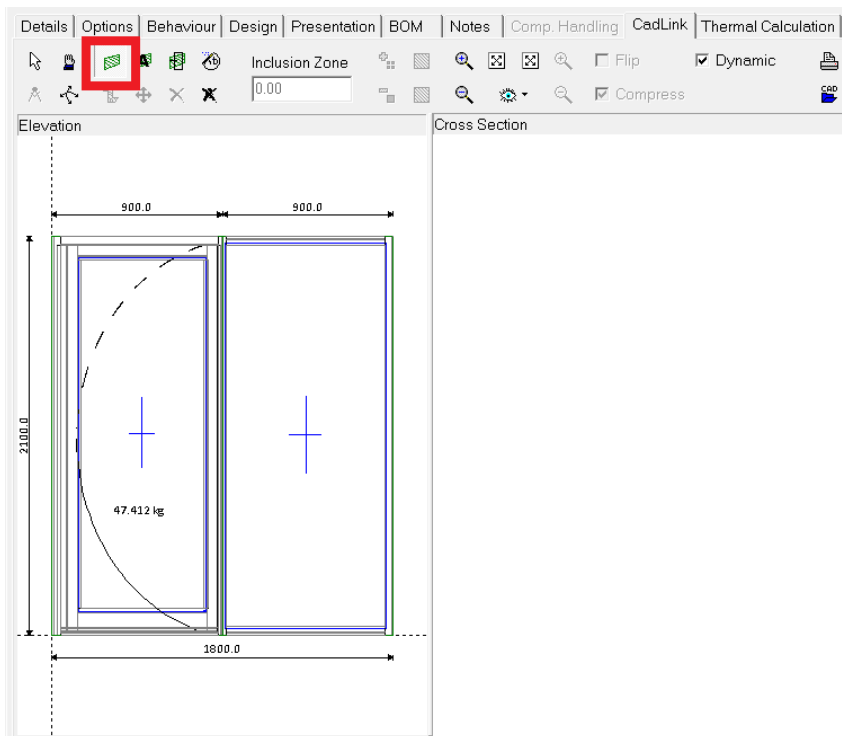 Details Options Behaviour Design Presentation BOM Notes Comp. Handling CadLink Thermal Calculation
Inclusion Zone Flip Dynamic
0.00 Compress CAD
Elevation Cross Section
900.0 900.0
2100.0
47.412 kg
1800.0